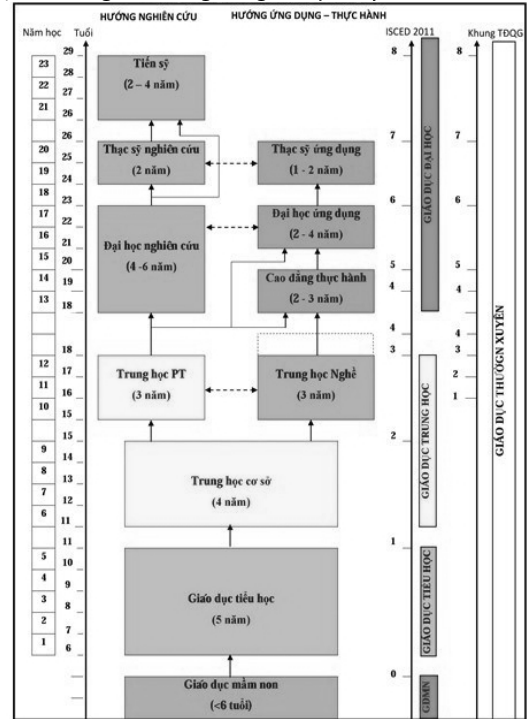 HƯỚNG NGHIÊN CỨU
HƯỚNG ỨNG DỤNG – THỰC HÀNH
Năm học
Tuổi
ISCED 2011
Khung TĐQG
23
22
21
20
19
18
17
16
15
14
13
12
11
10
9
8
7
6
5
4
3
2
1
29
28
27
26
26
25
24
23
22
21
20
19
18
18
17
16
15
15
14
13
12
11
11
10
9
8
7
6
Tiến sỹ
(2 – 4 năm)
Thạc sỹ nghiên cứu
(2 năm)
Thạc sỹ ứng dụng
(1 - 2 năm)
Đại học nghiên cứu
(4 -6 năm)
Đại học ứng dụng
(2 - 4 năm)
Cao đẳng thực hành
(2 - 3 năm)
Trung học PT
(3 năm)
Trung học Nghề
(3 năm)
Trung học cơ sở
(4 năm)
Giáo dục tiểu học
(5 năm)
Giáo dục mầm non
(<6 tuổi)
8
7
6
5
4
4
3
2
1
0
GIÁO DỤC ĐẠI HỌC
GIÁO DỤC TRUNG HỌC
GIÁO DỤC TIỂU HỌC
GDMN
8
7
6
5
4
4
3
2
1
GIÁO DỤC THƯỜGN XUYÊN